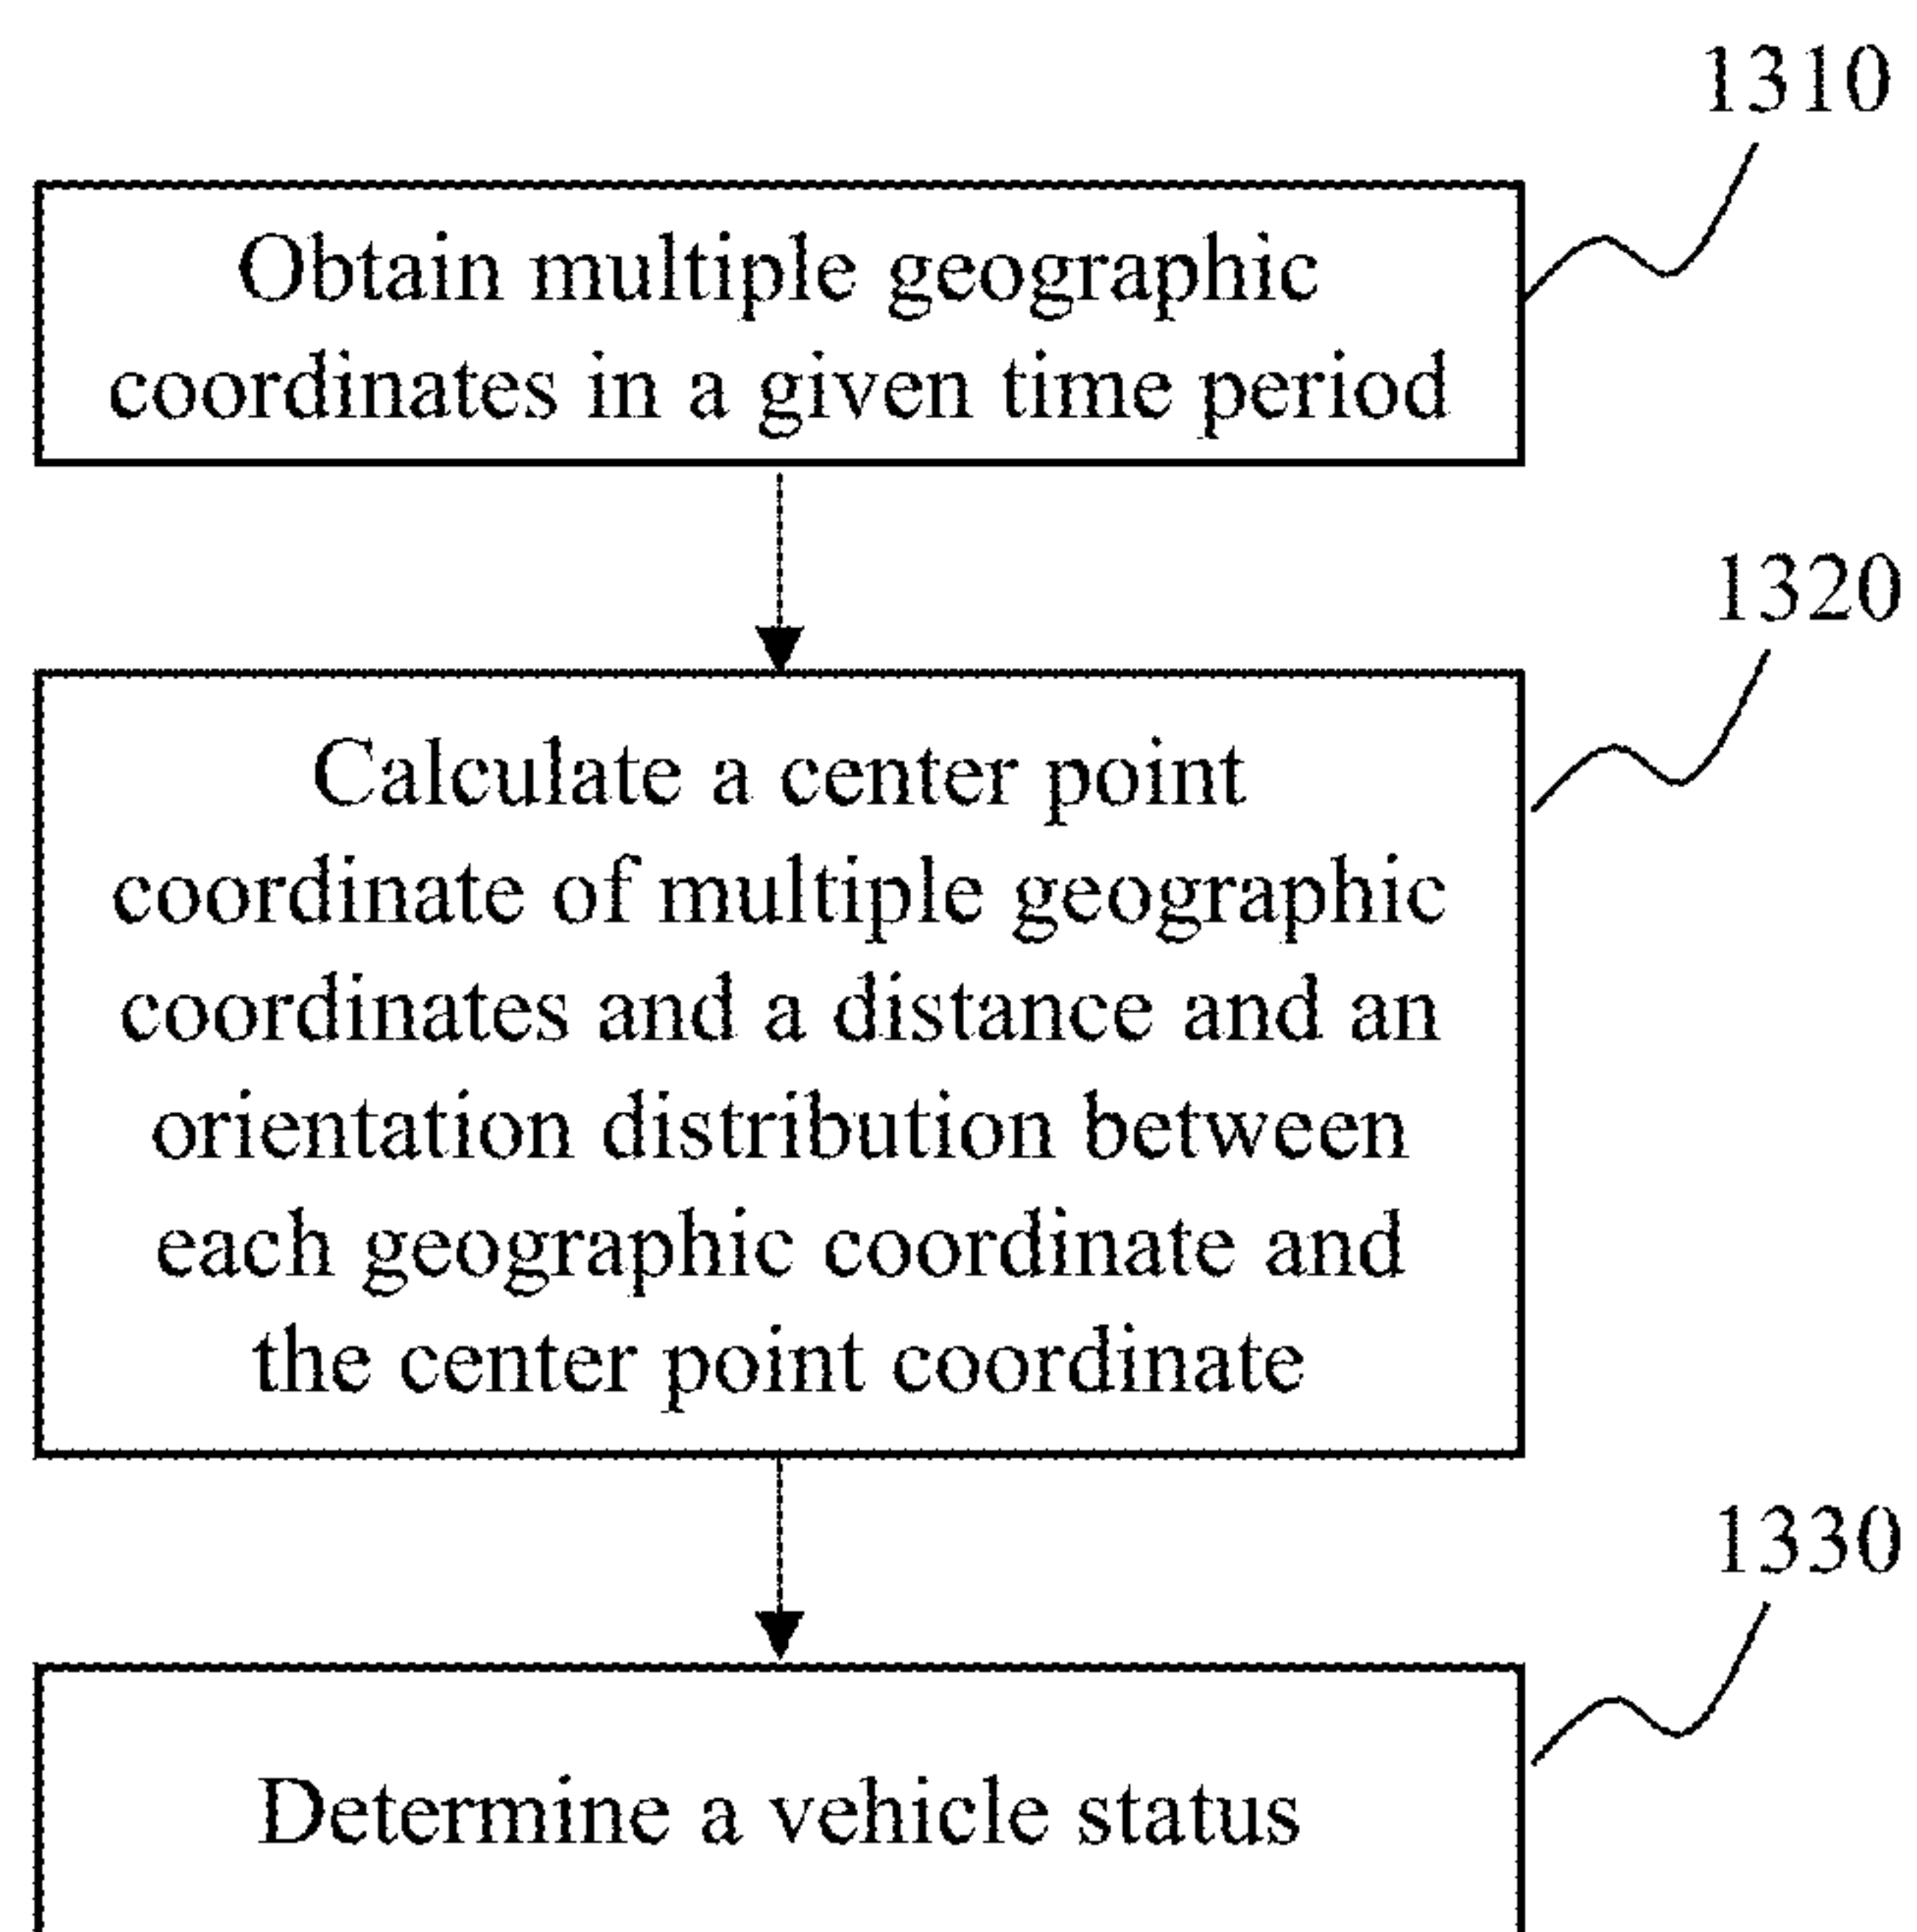 1310
Obtain multiple geographic
coordinates in a given time period
1320
Calculate a center point
coordinate of multiple geographic
coordinates and a distance and an
orientation distribution between
each geographic coordinate and
the center point coordinate
1330
Determine a vehicle status